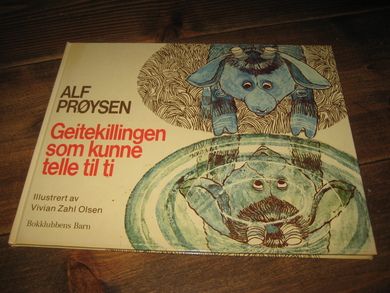 ALF
PRØYSEN
Geitekillingen
som kunne
telle til ti
Illustrert av
Vivian Zahl Olsen
Bokklubbens Barn